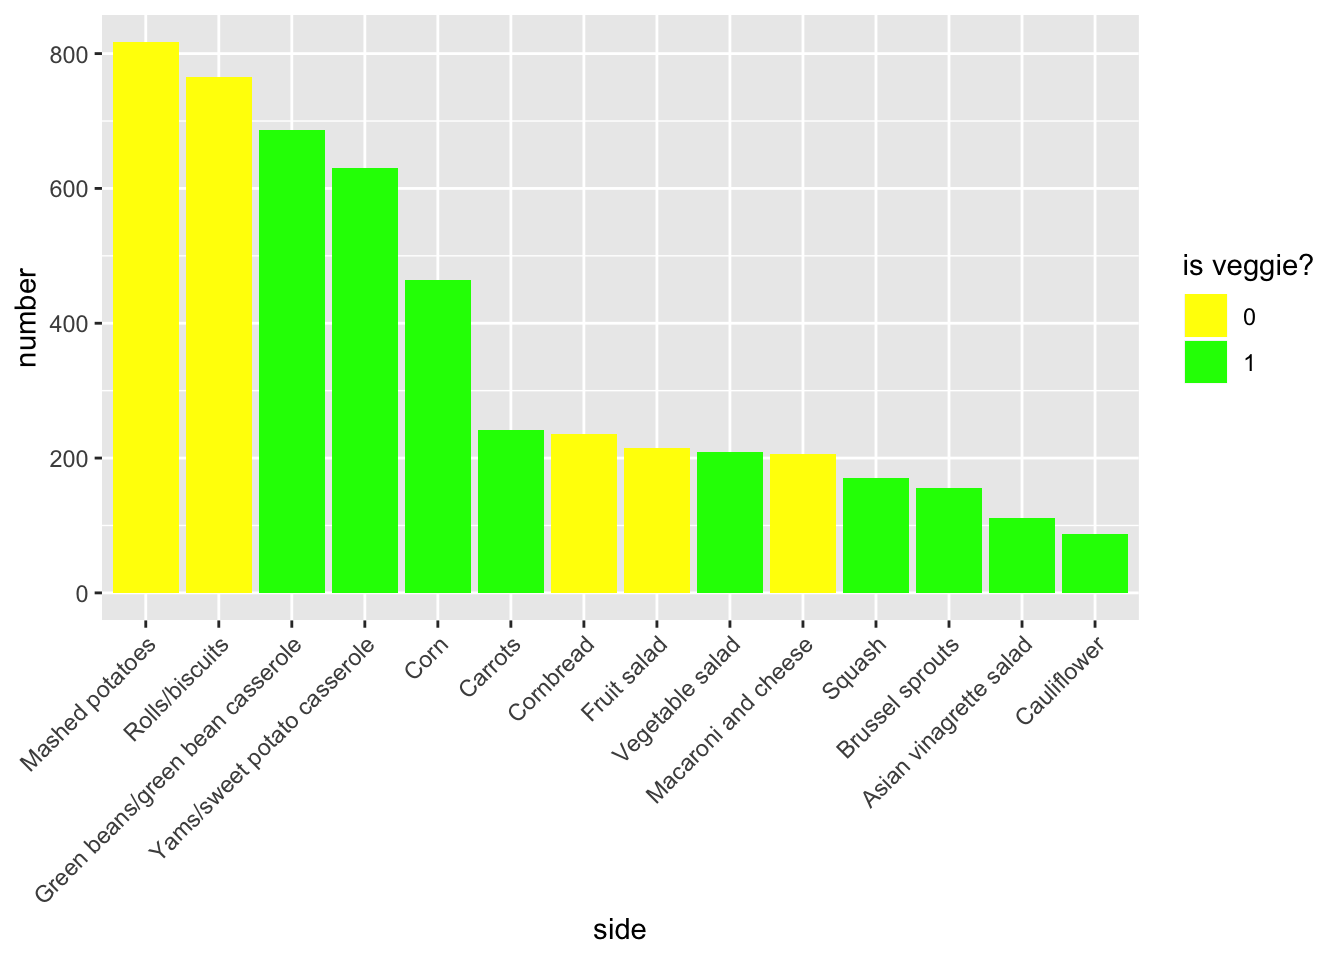 800
600
400
200
0
number
Mashed potatoes
Rolls/biscuits
Green beans/green bean casserole
Yams/sweet potato casserole
Corn
Carrots
Cornbread
Fruit salad
Vegetable salad
Macaroni and cheese
Squash
Brussel sprouts
Asian vinagrette salad
Cauliflower
side
is veggie?
0
1